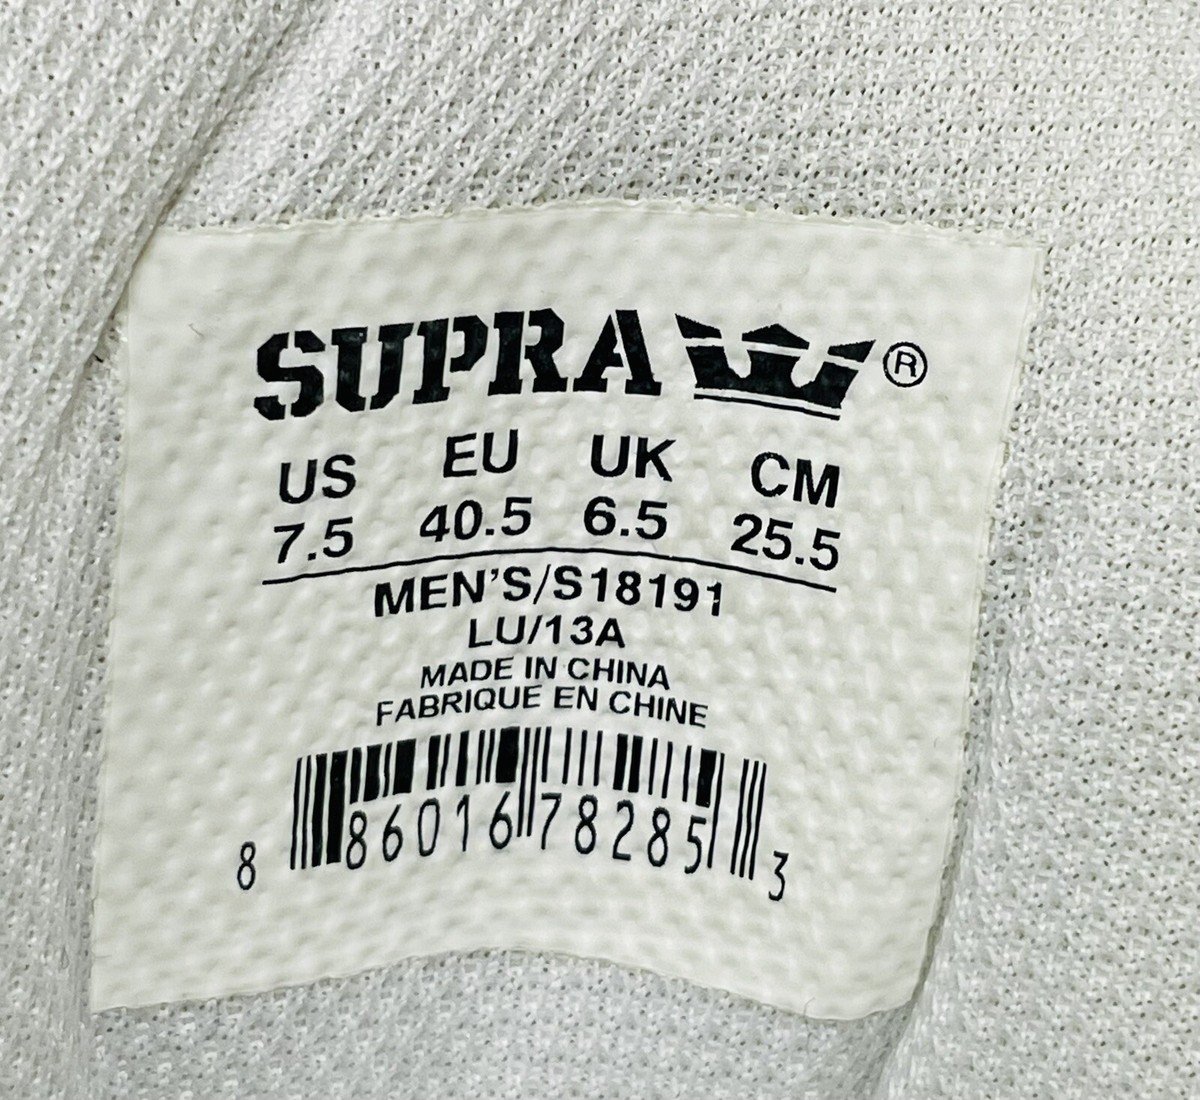 SUPRA ®
US EU UK CM
7.5 40.5 6.5 25.5
MEN'S/S18191
LU/13A
MADE IN CHINA
FABRIQUE EN CHINE
8 86016 78285 3